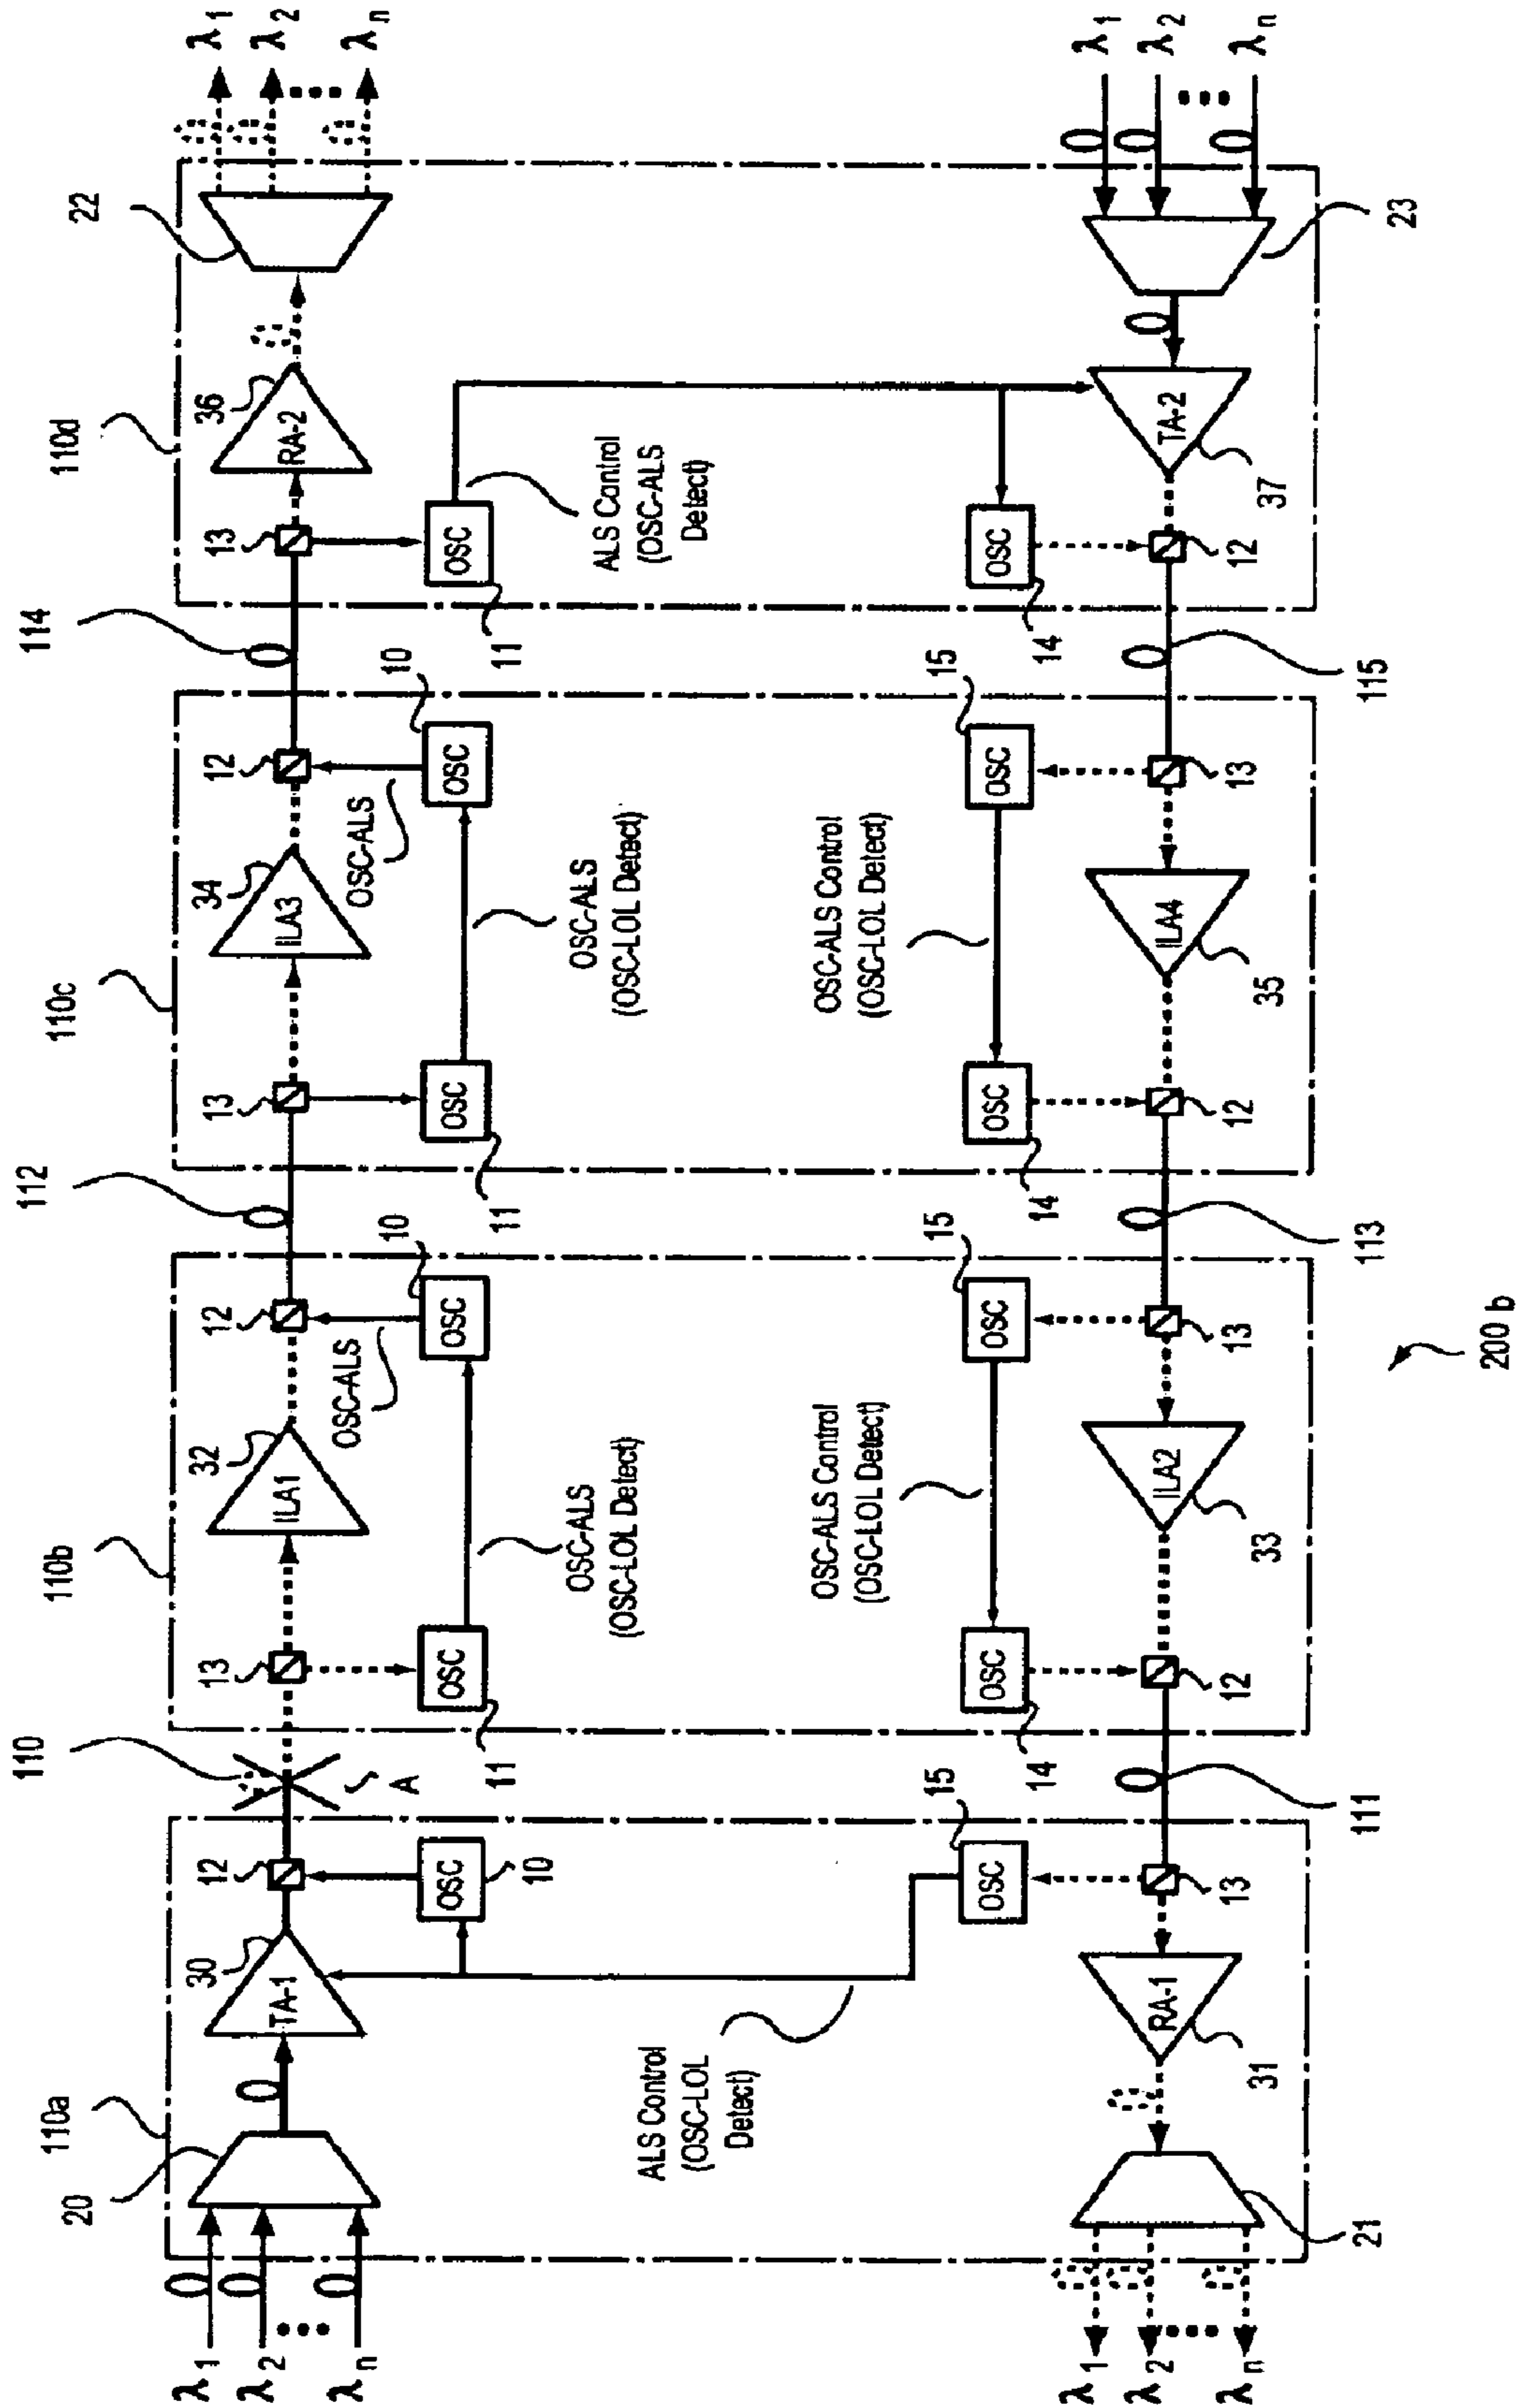 λ1
λ2
λn
20
110a
TA-1
30
12
OSC
10
110
A
110b
13
OSC
11
ILA1
32
OSC-ALS
12
OSC
10
OSC-ALS
(OSC-LOL Detect)
112
110c
13
OSC
11
ILA3
34
OSC-ALS
12
OSC
10
OSC-ALS
(OSC-LOL Detect)
114
110d
13
OSC
11
RA-2
36
22
ALS Control
(OSC-ALS
Detect)
λ1
λ2
λn
ALS Control
(OSC-LOL
Detect)
λ1
λ2
λn
21
RA-1
31
OSC
15
13
111
OSC
14
12
OSC-ALS Control
(OSC-LOL Detect)
ILA2
33
OSC
15
13
113
OSC
14
12
OSC-ALS Control
(OSC-LOL Detect)
ILA4
35
OSC
15
13
115
OSC
14
12
TA-2
37
23
λ1
λ2
λn
200 b